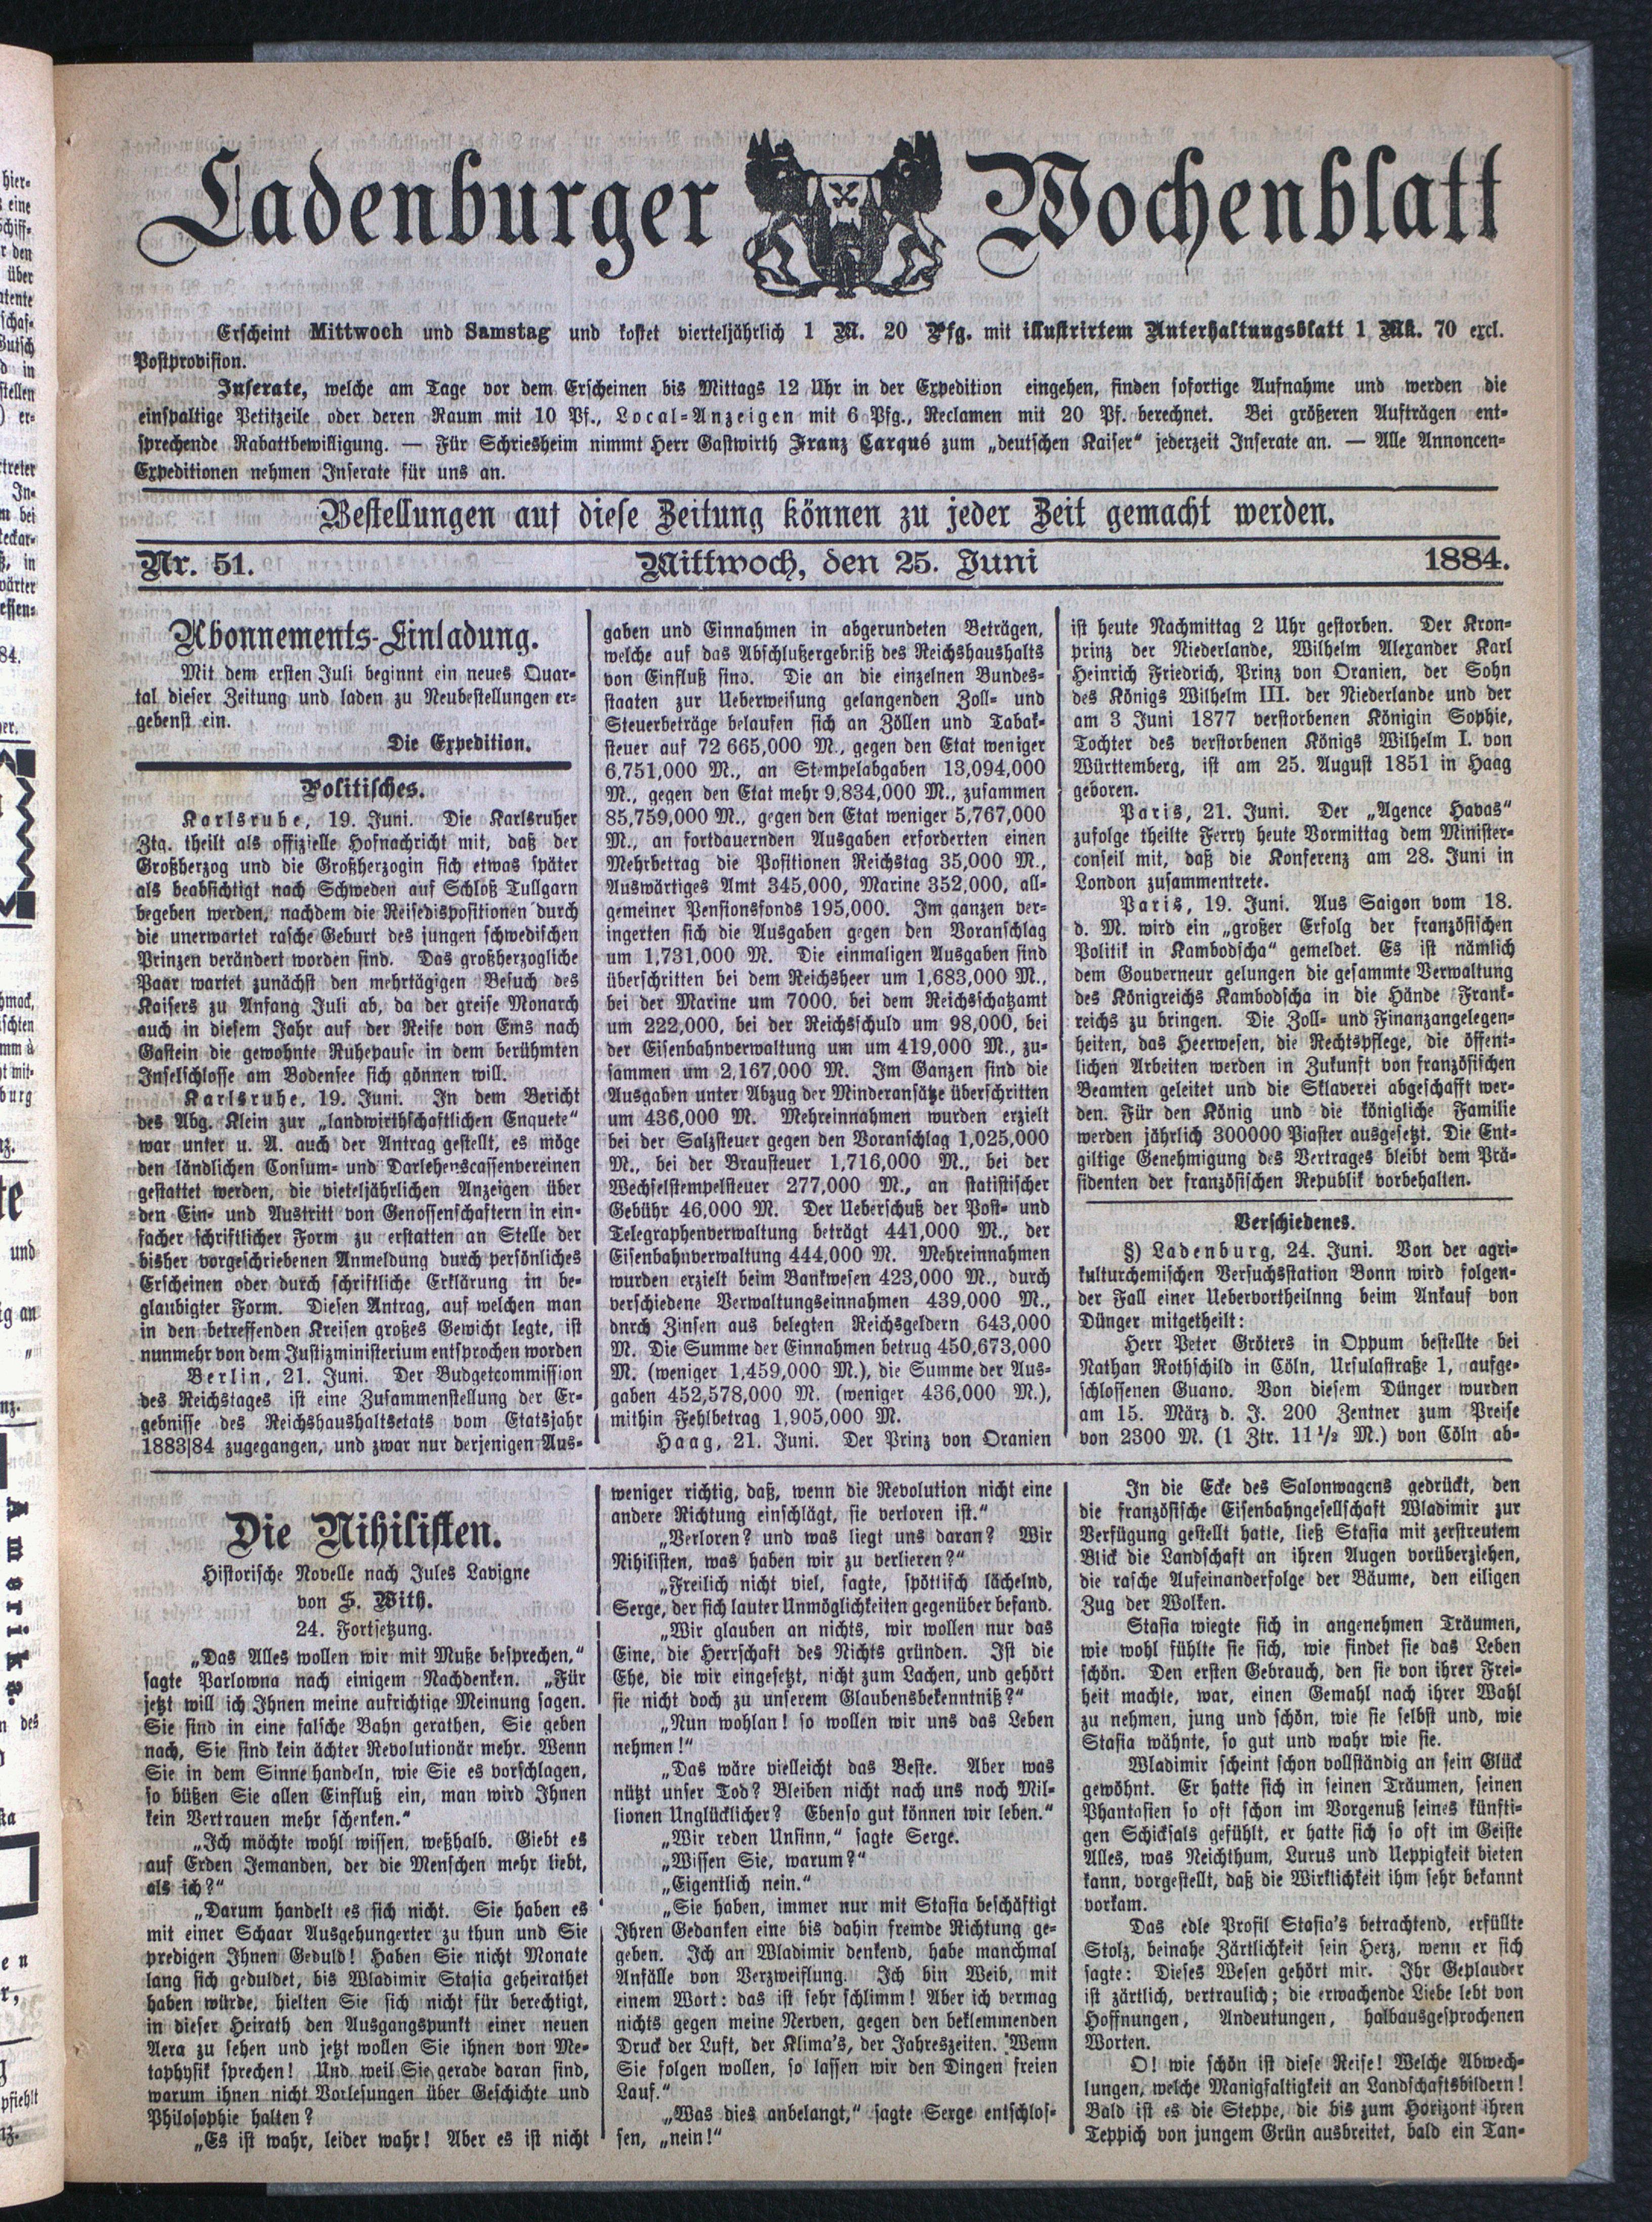 Ladenburger Wochenblatt
Erscheint Mittwoch und Samstag und kostet vierteljährlich 1 M. 20 Pfg. mit illustrirtem Unterhaltungsblatt 1 Mk. 70 excl.
Postprovision.
Inserate, welche am Tage vor dem Erscheinen bis Mittags 12 Uhr in der Expedition eingehen, finden sofortige Aufnahme und werden die
einspaltige Petitzeile oder deren Raum mit 10 Pf., Local-Anzeigen mit 6 Pfg., Reclamen mit 20 Pf. berechnet. Bei größeren Aufträgen ent-
sprechende Rabattbewilligung. — Für Schriesheim nimmt Herr Gastwirth Franz Carqué zum „deutschen Kaiser“ jederzeit Inserate an. — Alle Annoncen-
Expeditionen nehmen Inserate für uns an.
Bestellungen auf diese Zeitung können zu jeder Zeit gemacht werden.
Nr. 51. Mittwoch, den 25. Juni 1884.
Abonnements-Einladung.
Mit dem ersten Juli beginnt ein neues Quar-
tal dieser Zeitung und laden zu Neubestellungen er-
gebenst ein.
Die Expedition.
Politisches.
Karlsruhe, 19. Juni. Die Karlsruher
Ztg. theilt als offizielle Hofnachricht mit, daß der
Großherzog und die Großherzogin sich etwas später
als beabsichtigt nach Schweden auf Schloß Tullgarn
begeben werden, nachdem die Reisedispositionen durch
die unerwartet rasche Geburt des jungen schwedischen
Prinzen verändert worden sind. Das großherzogliche
Paar wartet zunächst den mehrtägigen Besuch des
Kaisers zu Anfang Juli ab, da der greise Monarch
auch in diesem Jahr auf der Reise von Ems nach
Gastein die gewohnte Ruhepause in dem berühmten
Inselschlosse am Bodensee sich gönnen will.
Karlsruhe, 19. Juni. In dem Bericht
des Abg. Klein zur „landwirthschaftlichen Enquete“
war unter u. A. auch der Antrag gestellt, es möge
den ländlichen Consum- und Darlehenscassenvereinen
gestattet werden, die vieteljährlichen Anzeigen über
den Ein- und Austritt von Genossenschaftern in ein-
facher schriftlicher Form zu erstatten an Stelle der
bisher vorgeschriebenen Anmeldung durch persönliches
Erscheinen oder durch schriftliche Erklärung in be-
glaubigter Form. Diesen Antrag, auf welchen man
in den betreffenden Kreisen großes Gewicht legte, ist
nunmehr von dem Justizministerium entsprochen worden
Berlin, 21. Juni. Der Budgetcommission
des Reichstages ist eine Zusammenstellung der Er-
gebnisse des Reichshaushaltsetats vom Etatsjahr
1883|84 zugegangen, und zwar nur derjenigen Aus-
gaben und Einnahmen in abgerundeten Beträgen,
welche auf das Abschlußergebniß des Reichshaushalts
von Einfluß sind. Die an die einzelnen Bundes-
staaten zur Ueberweisung gelangenden Zoll- und
Steuerbeträge belaufen sich an Zöllen und Tabak-
steuer auf 72 665,000 M., gegen den Etat weniger
6,751,000 M., an Stempelabgaben 13,094,000
M., gegen den Etat mehr 9,834,000 M., zusammen
85,759,000 M., gegen den Etat weniger 5,767,000
M., an fortdauernden Ausgaben erforderten einen
Mehrbetrag die Positionen Reichstag 35,000 M.,
Auswärtiges Amt 345,000, Marine 352,000, all-
gemeiner Pensionsfonds 195,000. Im ganzen ver-
ingerten sich die Ausgaben gegen den Voranschlag
um 1,731,000 M. Die einmaligen Ausgaben sind
überschritten bei dem Reichsheer um 1,683,000 M.,
bei der Marine um 7000, bei dem Reichsschatzamt
um 222,000, bei der Reichsschuld um 98,000, bei
der Eisenbahnverwaltung um um 419,000 M., zu-
sammen um 2,167,000 M. Im Ganzen sind die
Ausgaben unter Abzug der Minderansätze überschritten
um 436,000 M. Mehreinnahmen wurden erzielt
bei der Salzsteuer gegen den Voranschlag 1,025,000
M., bei der Brausteuer 1,716,000 M., bei der
Wechselstempelsteuer 277,000 M., an statistischer
Gebühr 46,000 M. Der Ueberschuß der Post- und
Telegraphenverwaltung beträgt 441,000 M., der
Eisenbahnverwaltung 444,000 M. Mehreinnahmen
wurden erzielt beim Bankwesen 423,000 M., durch
verschiedene Verwaltungseinnahmen 439,000 M.,
dnrch Zinsen aus belegten Reichsgeldern 643,000
M. Die Summe der Einnahmen betrug 450,673,000
M. (weniger 1,459,000 M.), die Summe der Aus-
gaben 452,578,000 M. (weniger 436,000 M.),
mithin Fehlbetrag 1,905,000 M.
Haag, 21. Juni. Der Prinz von Oranien
ist heute Nachmittag 2 Uhr gestorben. Der Kron-
prinz der Niederlande, Wilhelm Alexander Karl
Heinrich Friedrich, Prinz von Oranien, der Sohn
des Königs Wilhelm III. der Niederlande und der
am 3 Juni 1877 verstorbenen Königin Sophie,
Tochter des verstorbenen Königs Wilhelm I. von
Württemberg, ist am 25. August 1851 in Haag
geboren.
Paris, 21. Juni. Der „Agence Havas“
zufolge theilte Ferry heute Vormittag dem Minister-
conseil mit, daß die Konferenz am 28. Juni in
London zusammentrete.
Paris, 19. Juni. Aus Saigon vom 18.
d. M. wird ein „großer Erfolg der französischen
Politik in Kambodscha“ gemeldet. Es ist nämlich
dem Gouverneur gelungen die gesammte Verwaltung
des Königreichs Kambodscha in die Hände Frank-
reichs zu bringen. Die Zoll- und Finanzangelegen-
heiten, das Heerwesen, die Rechtspflege, die öffent-
lichen Arbeiten werden in Zukunft von französischen
Beamten geleitet und die Sklaverei abgeschafft wer-
den. Für den König und die königliche Familie
werden jährlich 300000 Piaster ausgesetzt. Die Ent-
giltige Genehmigung des Vertrages bleibt dem Prä-
sidenten der französischen Republik vorbehalten.
Verschiedenes.
§) Ladenburg, 24. Juni. Von der agri-
kulturchemischen Versuchsstation Bonn wird folgen-
der Fall einer Uebervortheilnng beim Ankauf von
Dünger mitgetheilt:
Herr Peter Gröters in Oppum bestellte bei
Nathan Rothschild in Cöln, Ursulastraße 1, aufge-
schlossenen Guano. Von diesem Dünger wurden
am 15. März d. J. 200 Zentner zum Preise
von 2300 M. (1 Ztr. 11 1/2 M.) von Cöln ab-
Die Nihilisten.
Historische Novelle nach Jules Lavigne
von S. With.
24. Fortsetzung.
„Das Alles wollen wir mit Muße besprechen,“
sagte Parlowna nach einigem Nachdenken. „Für
jetzt will ich Ihnen meine aufrichtige Meinung sagen.
Sie sind in eine falsche Bahn gerathen, Sie geben
nach, Sie sind kein ächter Revolutionär mehr. Wenn
Sie in dem Sinne handeln, wie Sie es vorschlagen,
so büßen Sie allen Einfluß ein, man wird Ihnen
kein Vertrauen mehr schenken.“
„Ich möchte wohl wissen, weßhalb. Giebt es
auf Erden Jemanden, der die Menschen mehr liebt,
als ich?“
„Darum handelt es sich nicht. Sie haben es
mit einer Schaar Ausgehungerter zu thun und Sie
predigen Ihnen Geduld! Haben Sie nicht Monate
lang sich geduldet, bis Wladimir Stasia geheirathet
haben würde, hielten Sie sich nicht für berechtigt,
in dieser Heirath den Ausgangspunkt einer neuen
Aera zu sehen und jetzt wollen Sie ihnen von Me-
taphysik sprechen! Und weil Sie gerade daran sind,
warum ihnen nicht Vorlesungen über Geschichte und
Philosophie halten?
„Es ist wahr, leider wahr! Aber es ist nicht
weniger richtig, daß, wenn die Revolution nicht eine
andere Richtung einschlägt, sie verloren ist.“
„Verloren? und was liegt uns daran? Wir
Nihilisten, was haben wir zu verlieren?“
„Freilich nicht viel, sagte, spöttisch lächelnd,
Serge, der sich lauter Unmöglichkeiten gegenüber befand.
„Wir glauben an nichts, wir wollen nur das
Eine, die Herrschaft des Nichts gründen. Ist die
Ehe, die wir eingesetzt, nicht zum Lachen, und gehört
sie nicht doch zu unserem Glaubensbekenntniß?“
„Nun wohlan! so wollen wir uns das Leben
nehmen!“
„Das wäre vielleicht das Beste. Aber was
nützt unser Tod? Bleiben nicht nach uns noch Mil-
lionen Unglücklicher? Ebenso gut können wir leben.“
„Wir reden Unsinn,“ sagte Serge.
„Wissen Sie, warum?“
„Eigentlich nein.“
„Sie haben, immer nur mit Stasia beschäftigt
Ihren Gedanken eine bis dahin fremde Richtung ge-
geben. Ich an Wladimir denkend, habe manchmal
Anfälle von Verzweiflung. Ich bin Weib, mit
einem Wort: das ist sehr schlimm! Aber ich vermag
nichts gegen meine Nerven, gegen den beklemmenden
Druck der Luft, der Klima's, der Jahreszeiten. Wenn
Sie folgen wollen, so lassen wir den Dingen freien
Lauf.“
„Was dies anbelangt,“ sagte Serge entschlos-
sen, „nein!“
In die Ecke des Salonwagens gedrückt, den
die französische Eisenbahngesellschaft Wladimir zur
Verfügung gestellt hatte, ließ Stasia mit zerstreutem
Blick die Landschaft an ihren Augen vorüberziehen,
die rasche Aufeinanderfolge der Bäume, den eiligen
Zug der Wolken.
Stasia wiegte sich in angenehmen Träumen,
wie wohl fühlte sie sich, wie findet sie das Leben
schön. Den ersten Gebrauch, den sie von ihrer Frei-
heit machte, war, einen Gemahl nach ihrer Wahl
zu nehmen, jung und schön, wie sie selbst und, wie
Stasia wähnte, so gut und wahr wie sie.
Wladimir scheint schon vollständig an sein Glück
gewöhnt. Er hatte sich in seinen Träumen, seinen
Phantasien so oft schon im Vorgenuß seines künfti-
gen Schicksals gefühlt, er hatte sich so oft im Geiste
Alles, was Reichthum, Lurus und Ueppigkeit bieten
kann, vorgestellt, daß die Wirklichkeit ihm sehr bekannt
vorkam.
Das edle Profil Stasia's betrachtend, erfüllte
Stolz, beinahe Zärtlichkeit sein Herz, wenn er sich
sagte: Dieses Wesen gehört mir. Ihr Geplauder
ist zärtlich, vertraulich; die erwachende Liebe lebt von
Hoffnungen, Andeutungen, halbausgesprochenen
Worten.
O! wie schön ist diese Reise! Welche Abwech-
lungen, welche Manigfaltigkeit an Landschaftsbildern!
Bald ist es die Steppe, die bis zum Horizont ihren
Teppich von jungem Grün ausbreitet, bald ein Tan-